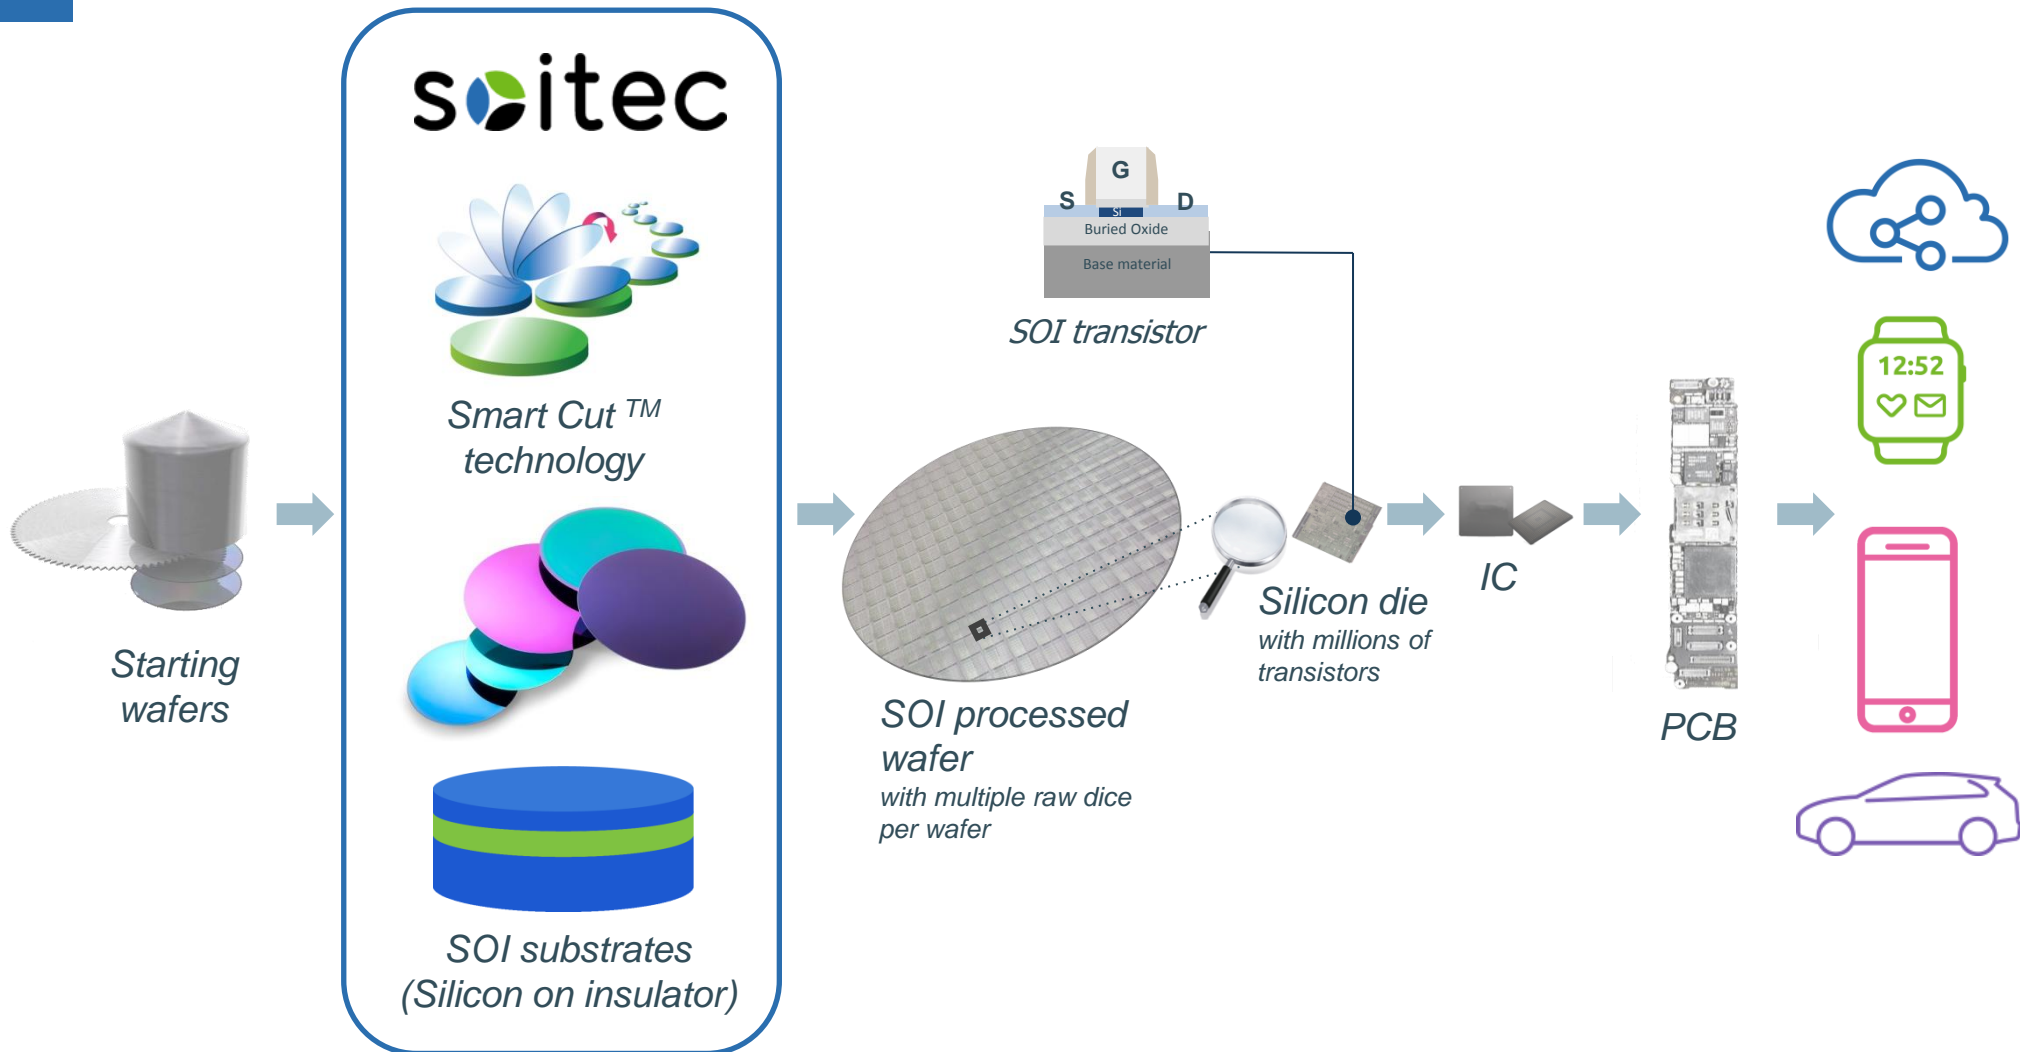 soitec
Smart Cut TM
technology
SOI substrates
(Silicon on insulator)
Starting
wafers
G
S
D
Si
Buried Oxide
Base material
SOI transistor
SOI processed
wafer
with multiple raw dice
per wafer
Silicon die
with millions of
transistors
IC
PCB
12:52